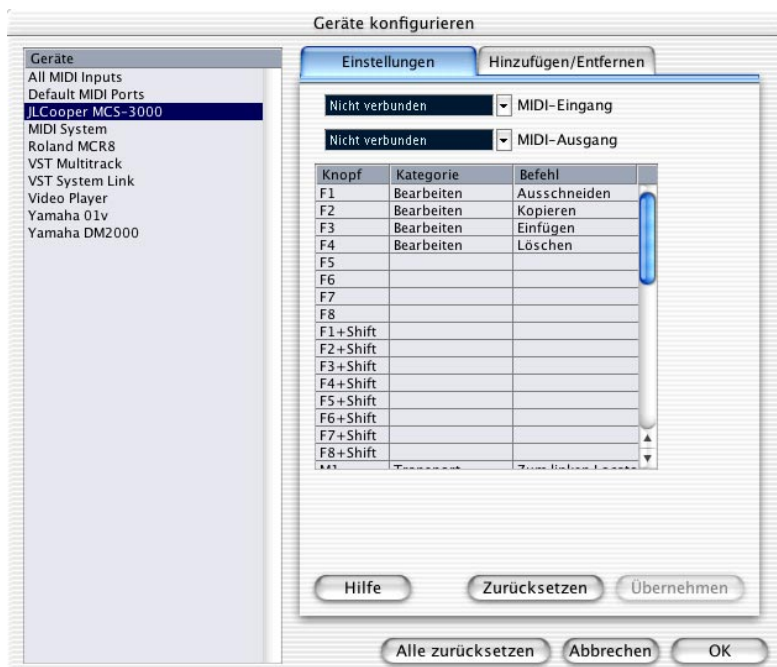 Geräte konfigurieren
Geräte
All MIDI Inputs
Default MIDI Ports
JLCooper MCS-3000
MIDI System
Roland MCR8
VST Multitrack
VST System Link
Video Player
Yamaha 01v
Yamaha DM2000
Einstellungen Hinzufügen/Entfernen
Nicht verbunden MIDI-Eingang
Nicht verbunden MIDI-Ausgang
Knopf Kategorie Befehl
F1 Bearbeiten Ausschneiden
F2 Bearbeiten Kopieren
F3 Bearbeiten Einfügen
F4 Bearbeiten Löschen
F5
F6
F7
F8
F1+Shift
F2+Shift
F3+Shift
F4+Shift
F5+Shift
F6+Shift
F7+Shift
F8+Shift
M1 Transport Zum linken
Hilfe Zurücksetzen Übernehmen
Alle zurücksetzen Abbrechen OK